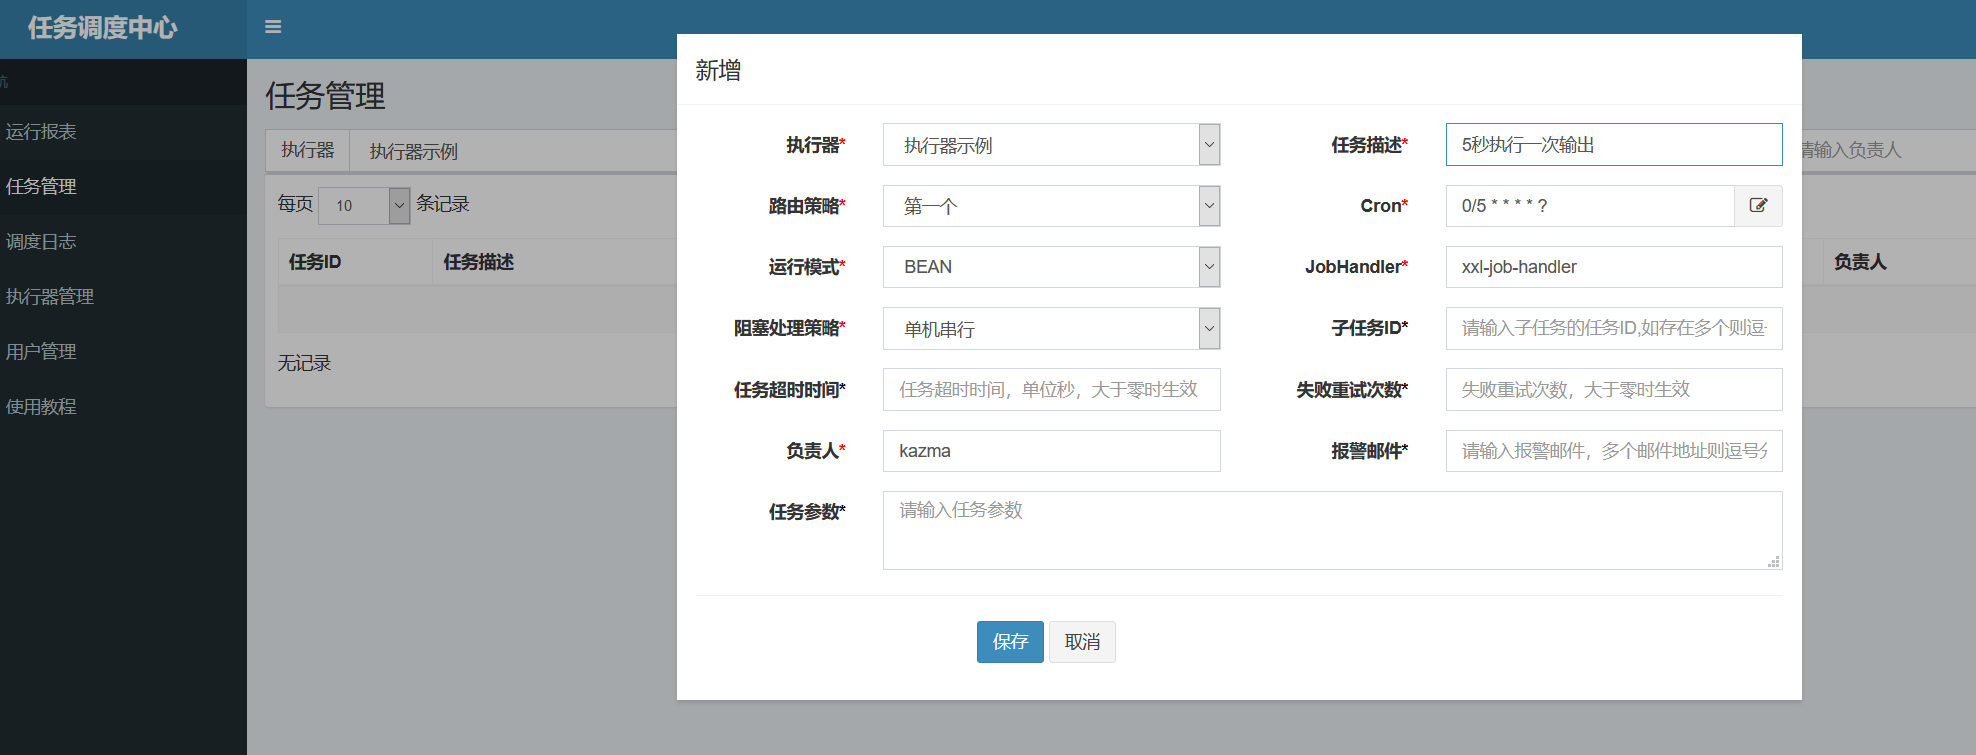 任务调度中心
航
运行报表
任务管理
调度日志
执行器管理
用户管理
使用教程
任务管理
执行器 执行器示例
请输入负责人
每页 10 条记录
任务ID 任务描述 负责人
无记录
新增
执行器* 执行器示例 任务描述* 5秒执行一次输出
路由策略* 第一个 Cron* 0/5 * * * * ?
运行模式* BEAN JobHandler* xxl-job-handler
阻塞处理策略* 单机串行 子任务ID* 请输入子任务的任务ID,如存在多个则逗
任务超时时间* 任务超时时间，单位秒，大于零时生效 失败重试次数* 失败重试次数，大于零时生效
负责人* kazma 报警邮件* 请输入报警邮件，多个邮件地址则逗号分
任务参数* 请输入任务参数
保存 取消